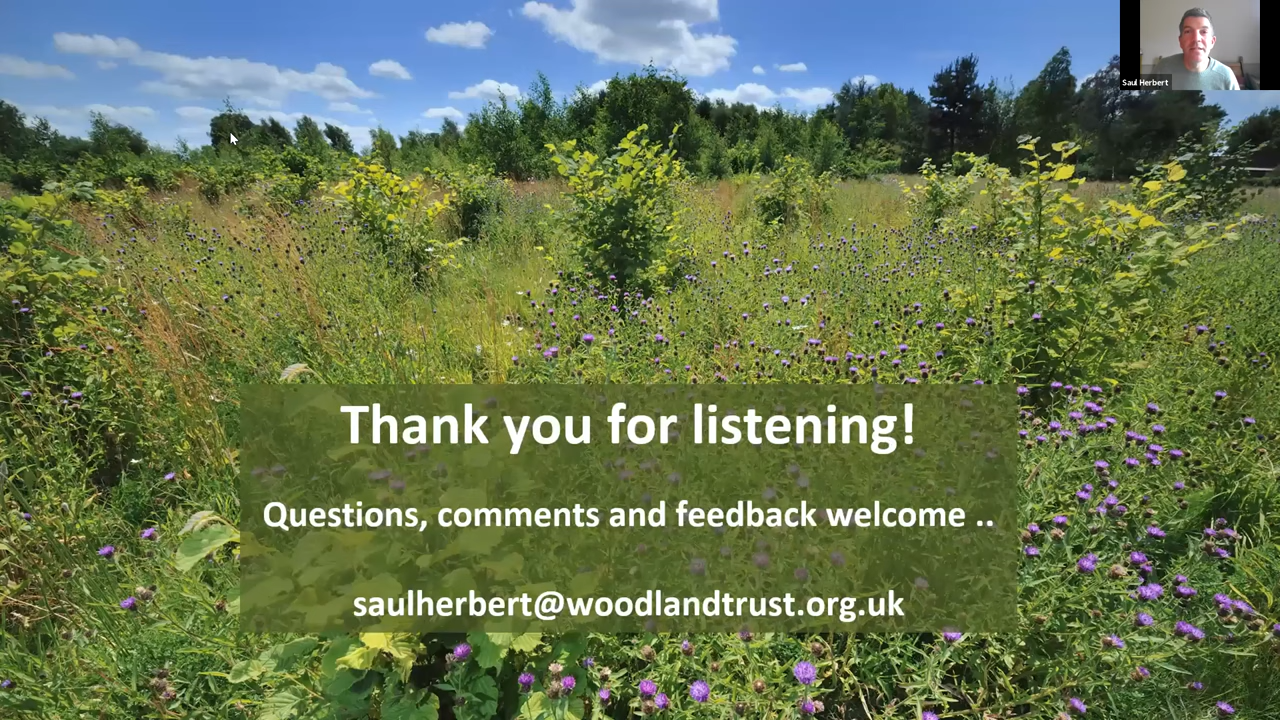 Saul Herbert
Thank you for listening!
Questions, comments and feedback welcome ..
saulherbert@woodlandtrust.org.uk